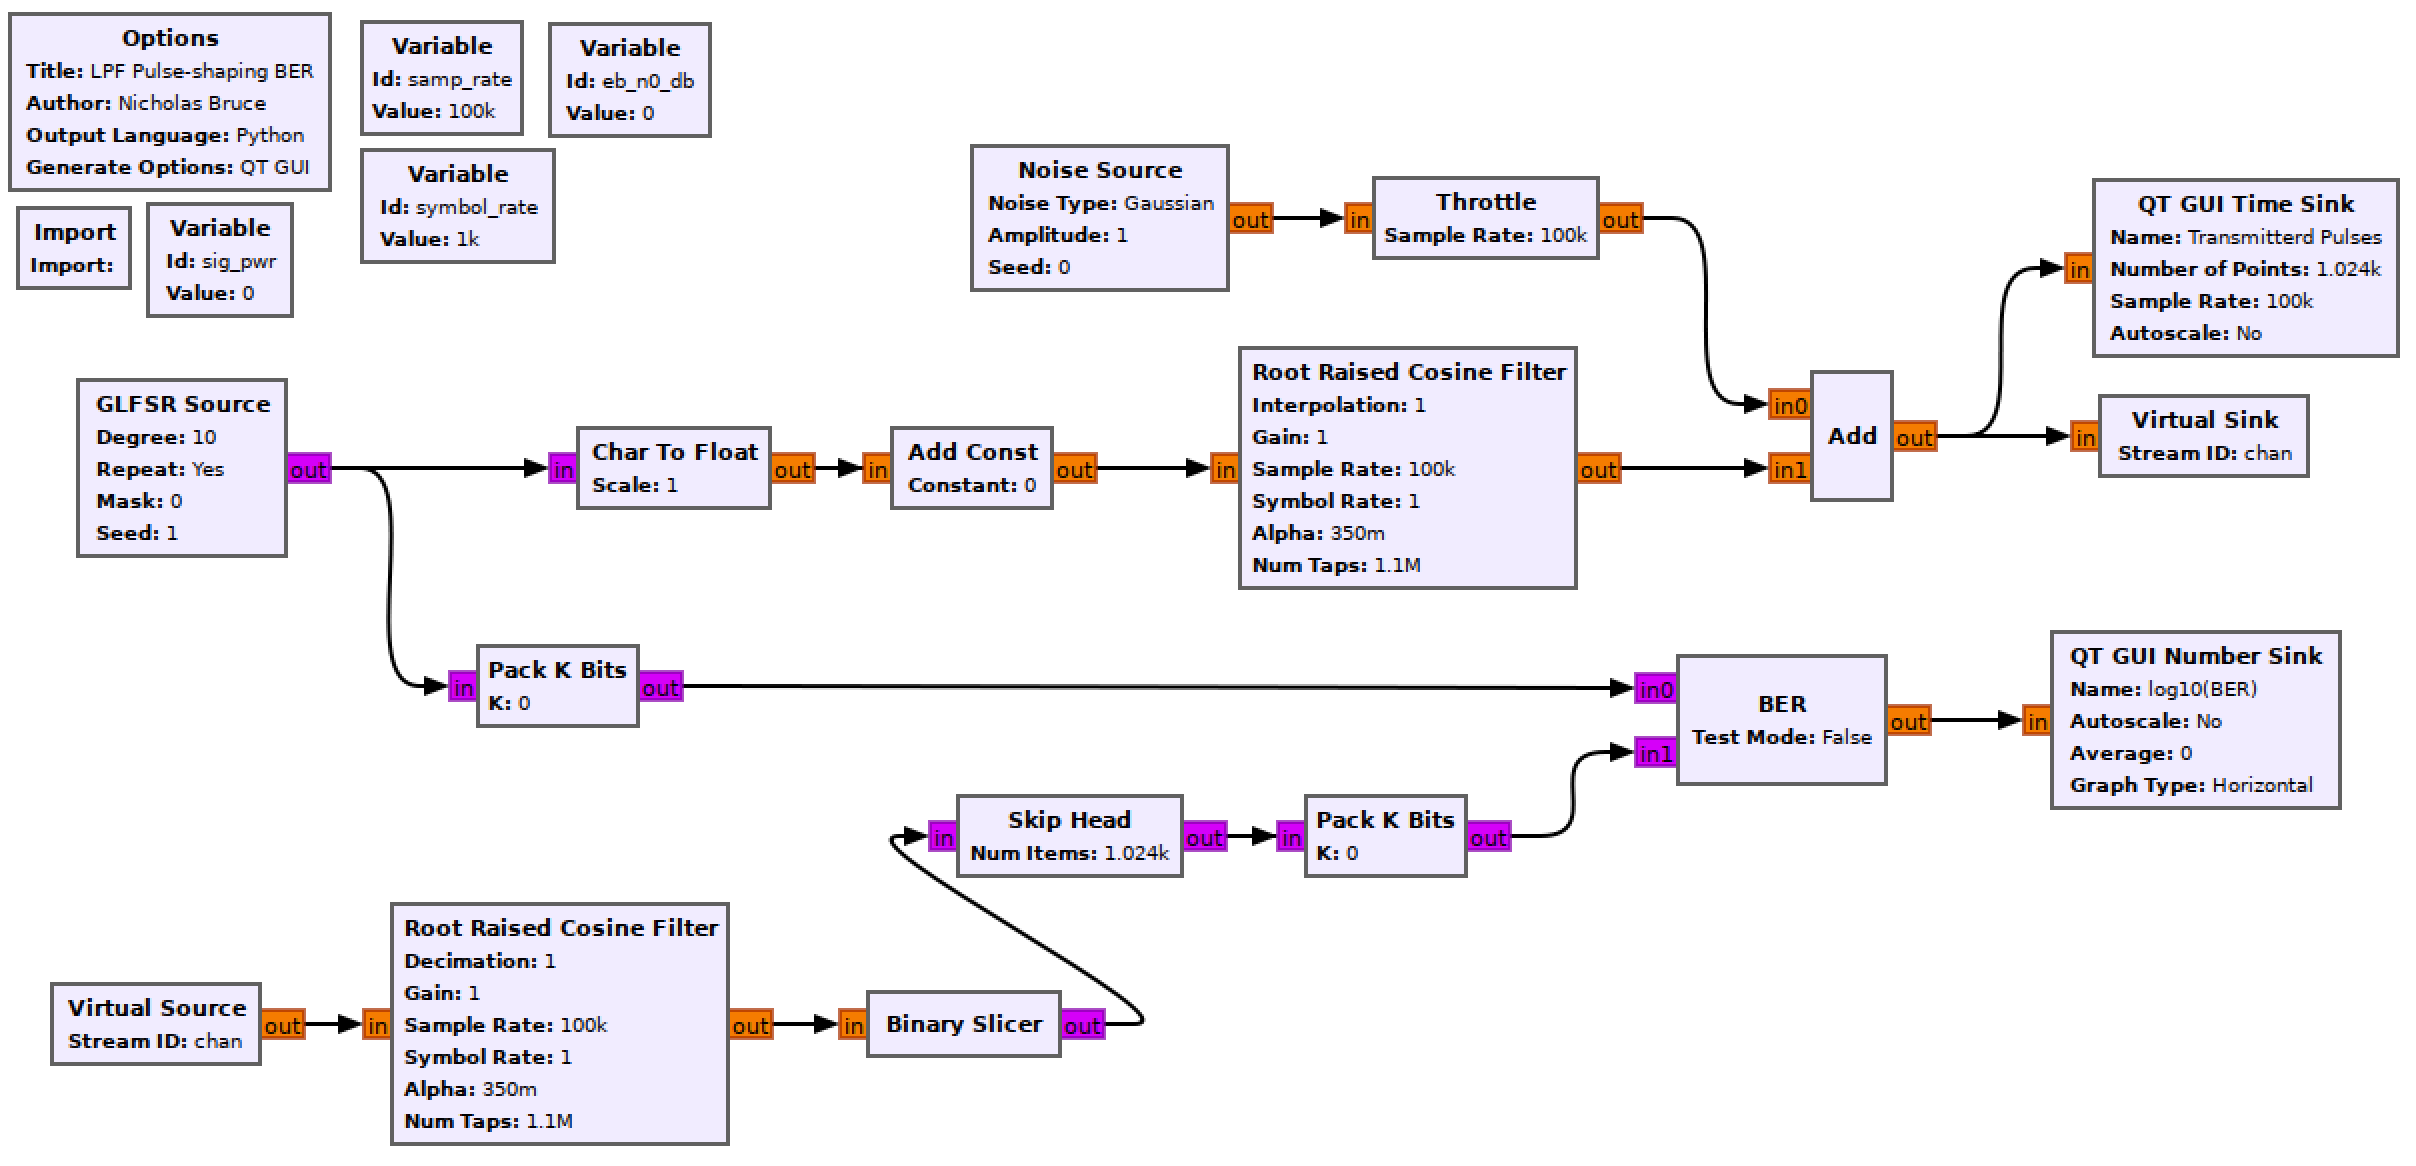 Options
Title: LPF Pulse-shaping BER
Author: Nicholas Bruce
Output Language: Python
Generate Options: QT GUI
Variable
Id: samp_rate
Value: 100k
Variable
Id: eb_n0_db
Value: 0
Variable
Id: symbol_rate
Value: 1k
Import
Import:
Variable
Id: sig_pwr
Value: 0
Noise Source
Noise Type: Gaussian
Amplitude: 1
Seed: 0
out
in
Throttle
Sample Rate: 100k
out
in
QT GUI Time Sink
Name: Transmitterd Pulses
Number of Points: 1.024k
Sample Rate: 100k
Autoscale: No
GLFSR Source
Degree: 10
Repeat: Yes
Mask: 0
Seed: 1
out
in
Char To Float
Scale: 1
out
in
Add Const
Constant: 0
out
in
Root Raised Cosine Filter
Interpolation: 1
Gain: 1
Sample Rate: 100k
Symbol Rate: 1
Alpha: 350m
Num Taps: 1.1M
out
in0
in1
Add
out
in
Virtual Sink
Stream ID: chan
in
Pack K Bits
K: 0
out
in0
in1
BER
Test Mode: False
out
in
QT GUI Number Sink
Name: log10(BER)
Autoscale: No
Average: 0
Graph Type: Horizontal
in
Skip Head
Num Items: 1.024k
out
in
Pack K Bits
K: 0
out
Virtual Source
Stream ID: chan
out
in
Root Raised Cosine Filter
Decimation: 1
Gain: 1
Sample Rate: 100k
Symbol Rate: 1
Alpha: 350m
Num Taps: 1.1M
out
in
Binary Slicer
out